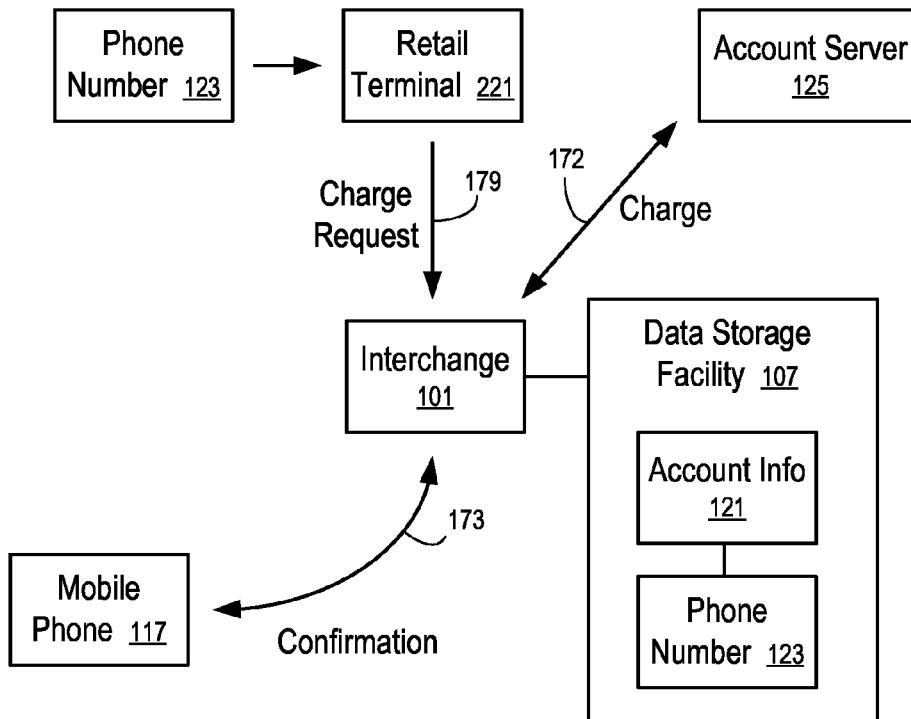 Phone
Number 123
Retail
Terminal 221
Account Server
125
179
172
Charge
Request
Charge
Interchange
101
Data Storage
Facility 107
Account Info
121
173
Mobile
Phone 117
Confirmation
Phone
Number 123